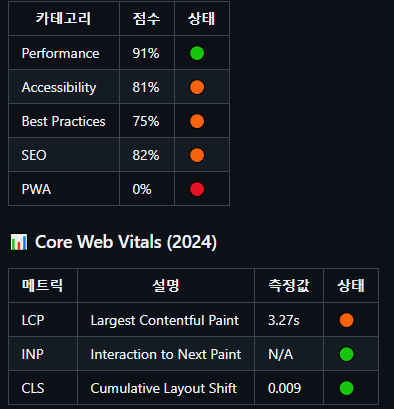 카테고리 점수 상태
Performance 91%
Accessibility 81%
Best Practices 75%
SEO 82%
PWA 0%
📊 Core Web Vitals (2024)
메트릭 설명 측정값 상태
LCP Largest Contentful Paint 3.27s
INP Interaction to Next Paint N/A
CLS Cumulative Layout Shift 0.009